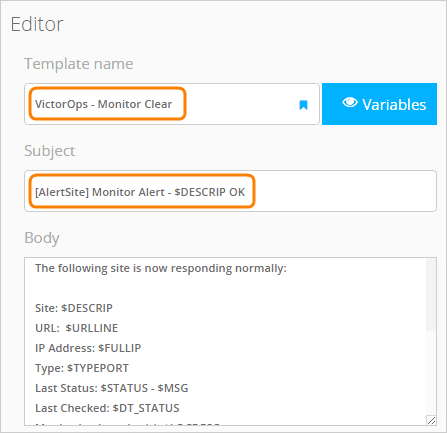 Editor
Template name
VictorOps - Monitor Clear
Variables
Subject
[AlertSite] Monitor Alert - $DESCRIP OK
Body
The following site is now responding normally:
Site: $DESCRIP
URL:  $URLLINE
IP Address: $FULLIP
Type: $TYPEPORT
Last Status: $STATUS - $MSG
Last Checked: $DT_STATUS